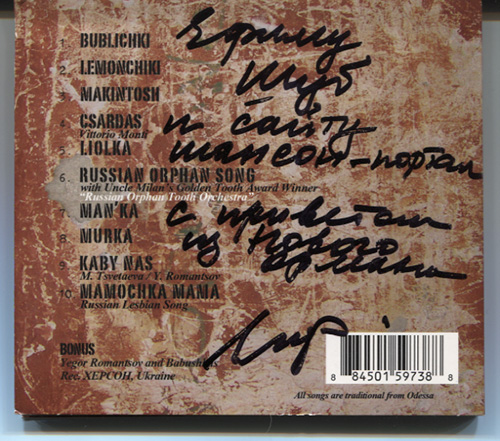 1. BUBLICHKI
2. LEMONCHIKI
3. MAKINTOSH
4. CSARDAS
Vittorio Monti
5. LIOLKA
6. RUSSIAN ORPHAN SONG
with Uncle Milan's Golden Tooth Award Winner
"Russian Orphan Tooth Orchestra"
7. MAN'KA
8. MURKA
9. KABY NAS
M. Tsvetaeva / Y. Romantsov
10. MAMOCHKA MAMA
Russian Lesbian Song
BONUS
Yegor Romantsov and Babushkas
Rec. ХЕРСОН, Ukraine
Ефиму
Шуб
и сайту
шансон-портал
с приветом
из Нового
Орлеана
8 84501 59738 8
All songs are traditional from Odessa